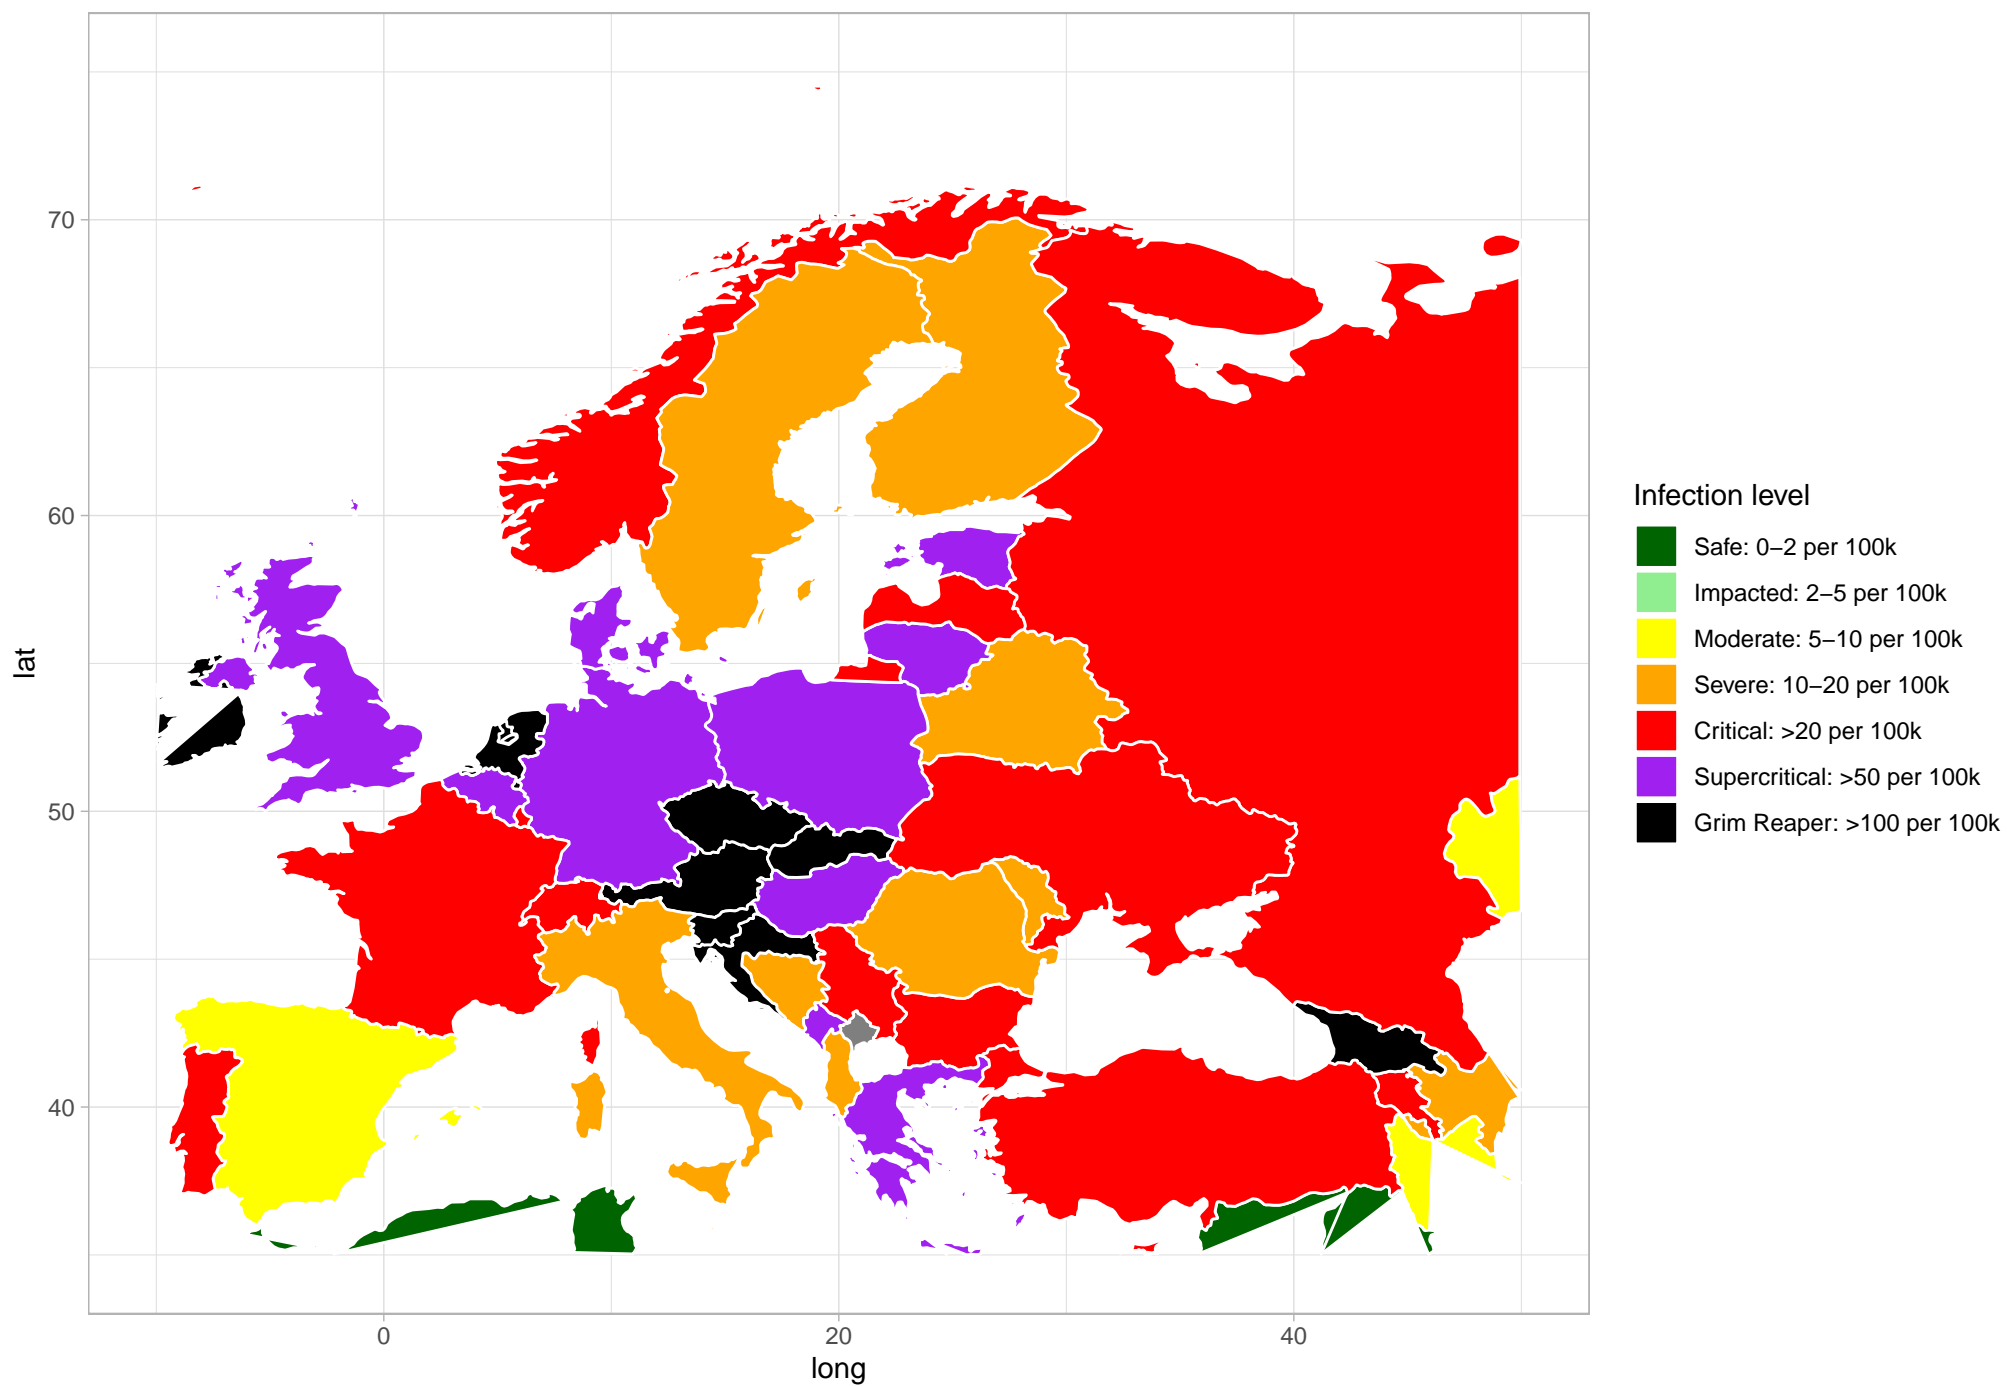 70
60
50
40
lat
0
20
40
long
Infection level
Safe: 0–2 per 100k
Impacted: 2–5 per 100k
Moderate: 5–10 per 100k
Severe: 10–20 per 100k
Critical: >20 per 100k
Supercritical: >50 per 100k
Grim Reaper: >100 per 100k